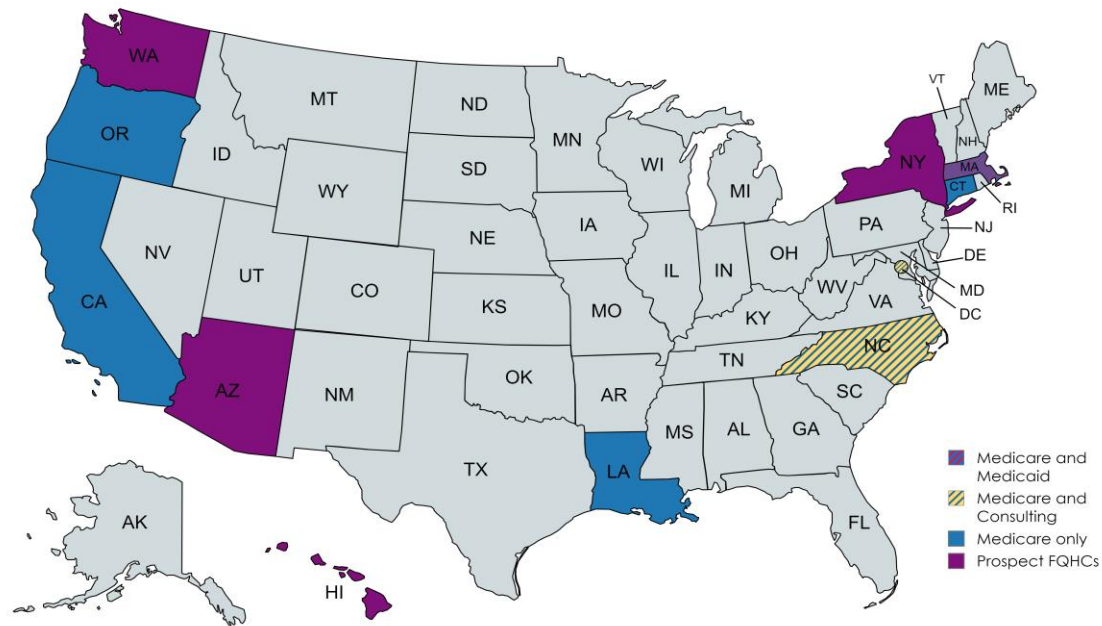 WA
OR
CA
NV
ID
MT
WY
UT
AZ
CO
NM
ND
SD
NE
KS
OK
TX
MN
IA
MO
AR
LA
WI
IL
MI
IN
OH
KY
TN
MS
AL
GA
FL
SC
NC
VA
WV
PA
NY
VT
NH
ME
MA
CT
RI
NJ
DE
MD
DC
AK
HI
Medicare and
Medicaid
Medicare and
Consulting
Medicare only
Prospect FQHCs